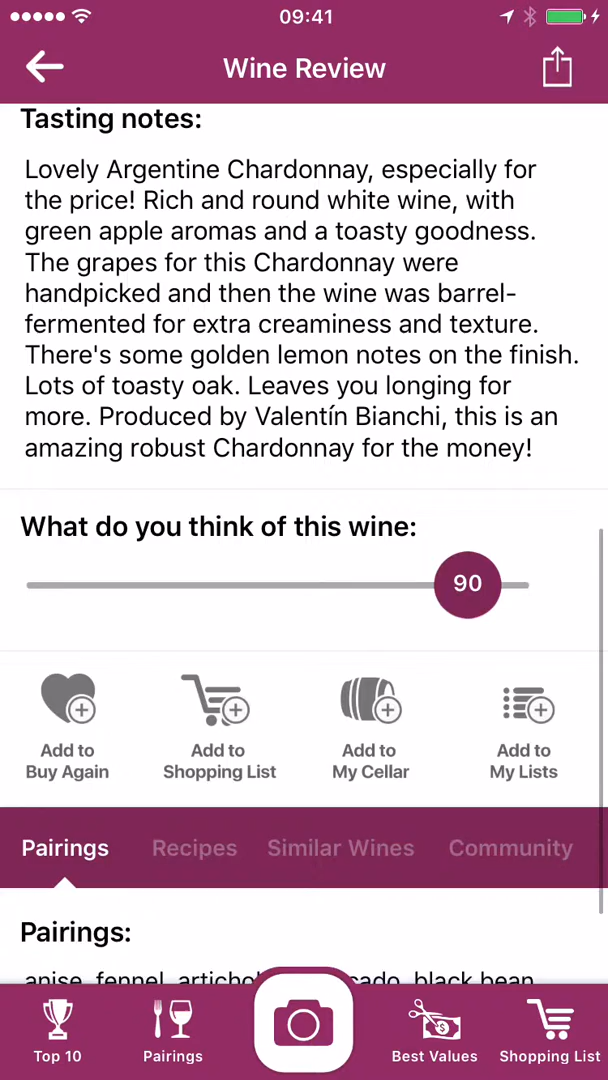 09:41
Wine Review
Tasting notes:
Lovely Argentine Chardonnay, especially for
the price! Rich and round white wine, with
green apple aromas and a toasty goodness.
The grapes for this Chardonnay were
handpicked and then the wine was barrel-
fermented for extra creaminess and texture.
There's some golden lemon notes on the finish.
Lots of toasty oak. Leaves you longing for
more. Produced by Valentín Bianchi, this is an
amazing robust Chardonnay for the money!
What do you think of this wine:
90
Add to
Buy Again
Add to
Shopping List
Add to
My Cellar
Add to
My Lists
Pairings Recipes Similar Wines Community
Pairings:
anise, fennel, black bean
Top 10 Pairings Best Values Shopping List